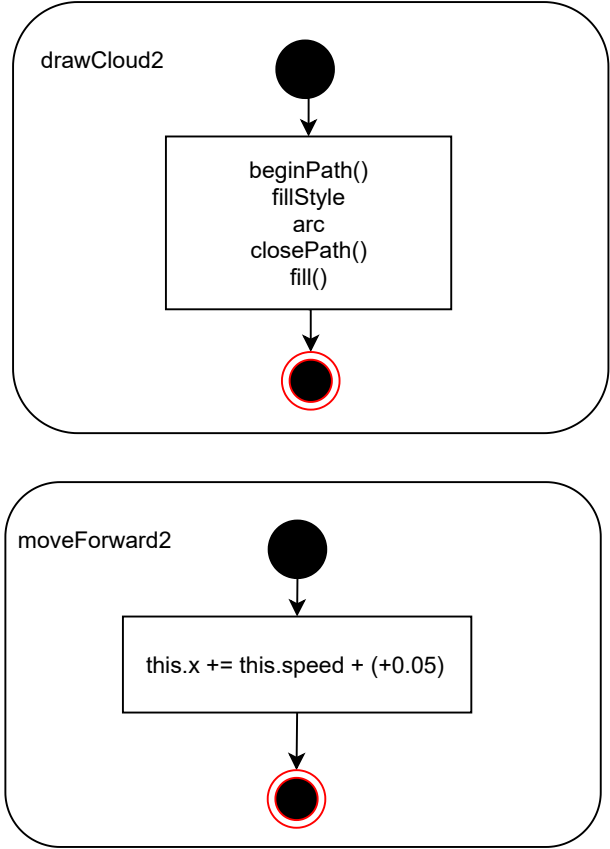 drawCloud2
beginPath()
fillStyle
arc
closePath()
fill()
moveForward2
this.x += this.speed + (+0.05)